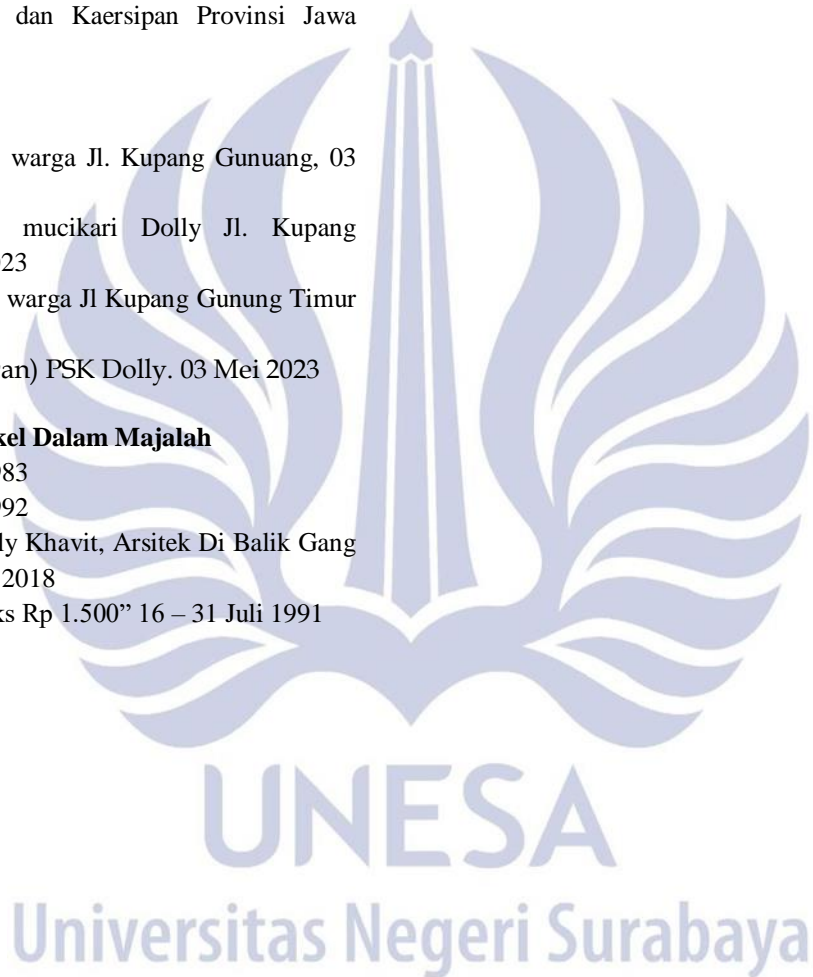 dan Kaersipan Provinsi Jawa
warga Jl. Kupang Gunuang, 03
mucikari Dolly Jl. Kupang
23
warga Jl Kupang Gunung Timur
an) PSK Dolly. 03 Mei 2023
kel Dalam Majalah
983
992
ly Khavit, Arsitek Di Balik Gang
2018
ks Rp 1.500” 16 – 31 Juli 1991
UNESA
Universitas Negeri Surabaya